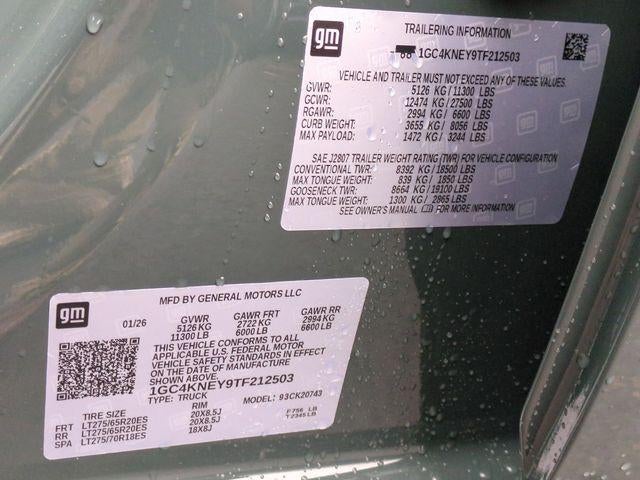 gm
TRAILERING INFORMATION
1GC4KNEY9TF212503
VEHICLE AND TRAILER MUST NOT EXCEED ANY OF THESE VALUES.
GVWR: 5126 KG / 11300 LBS
GCWR: 12474 KG / 27500 LBS
RGAWR: 2994 KG / 6600 LBS
CURB WEIGHT: 3655 KG / 8056 LBS
MAX PAYLOAD: 1472 KG / 3244 LBS
SAE J2807 TRAILER WEIGHT RATING (TWR) FOR VEHICLE CONFIGURATION
CONVENTIONAL TWR: 8392 KG / 18500 LBS
MAX TONGUE WEIGHT: 839 KG / 1850 LBS
GOOSENECK TWR: 8664 KG / 19100 LBS
MAX TONGUE WEIGHT: 1300 KG / 2865 LBS
SEE OWNER'S MANUAL FOR MORE INFORMATION
gm
MFD BY GENERAL MOTORS LLC
01/26 GVWR GAWR FRT GAWR RR
5126 KG 2722 KG 2994 KG
11300 LB 6000 LB 6600 LB
THIS VEHICLE CONFORMS TO ALL
APPLICABLE U.S. FEDERAL MOTOR
VEHICLE SAFETY STANDARDS IN EFFECT
ON THE DATE OF MANUFACTURE
SHOWN ABOVE.
1GC4KNEY9TF212503
TYPE: TRUCK MODEL: 93CK20743
TIRE SIZE RIM
FRT LT275/65R20ES 20X8.5J F756 LB
RR LT275/65R20ES 20X8.5J T2345 LB
SPA LT275/70R18ES 18X8J